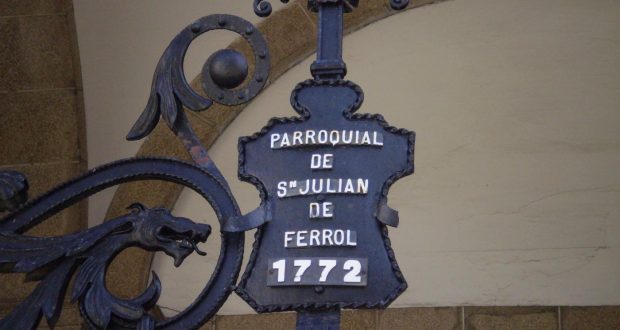 PARROQUIAL
DE
Sⁿ JULIAN
DE
FERROL
1772